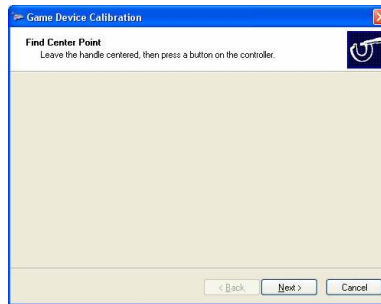 Game Device Calibration
Find Center Point
Leave the handle centered, then press a button on the controller.
< Back
Next >
Cancel